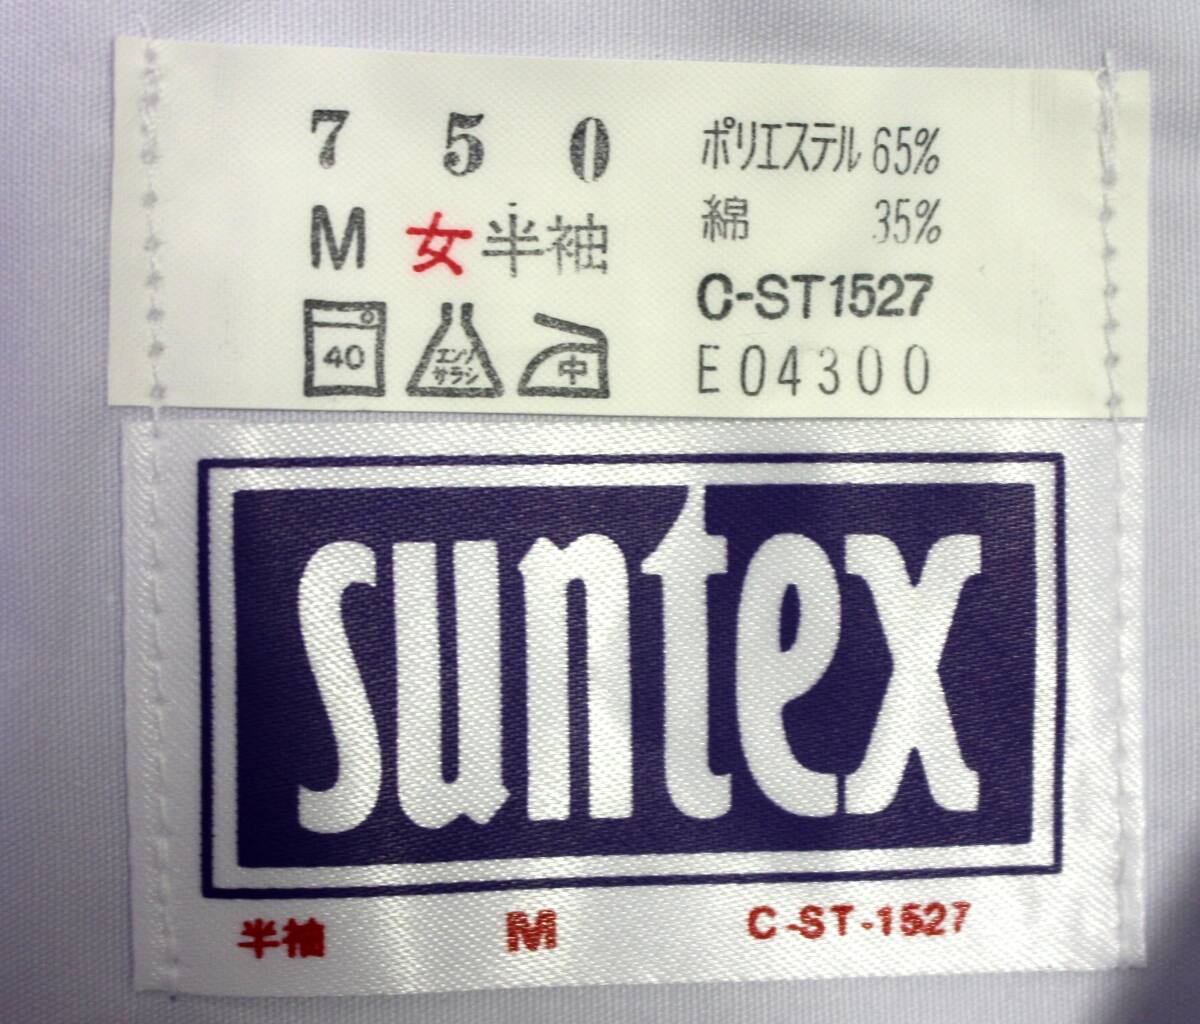 7 5 0
M 女半袖
40 エンソサラシ 中
ポリエステル 65%
綿 35%
C-ST1527
E04300
suntex
半袖 M C-ST-1527